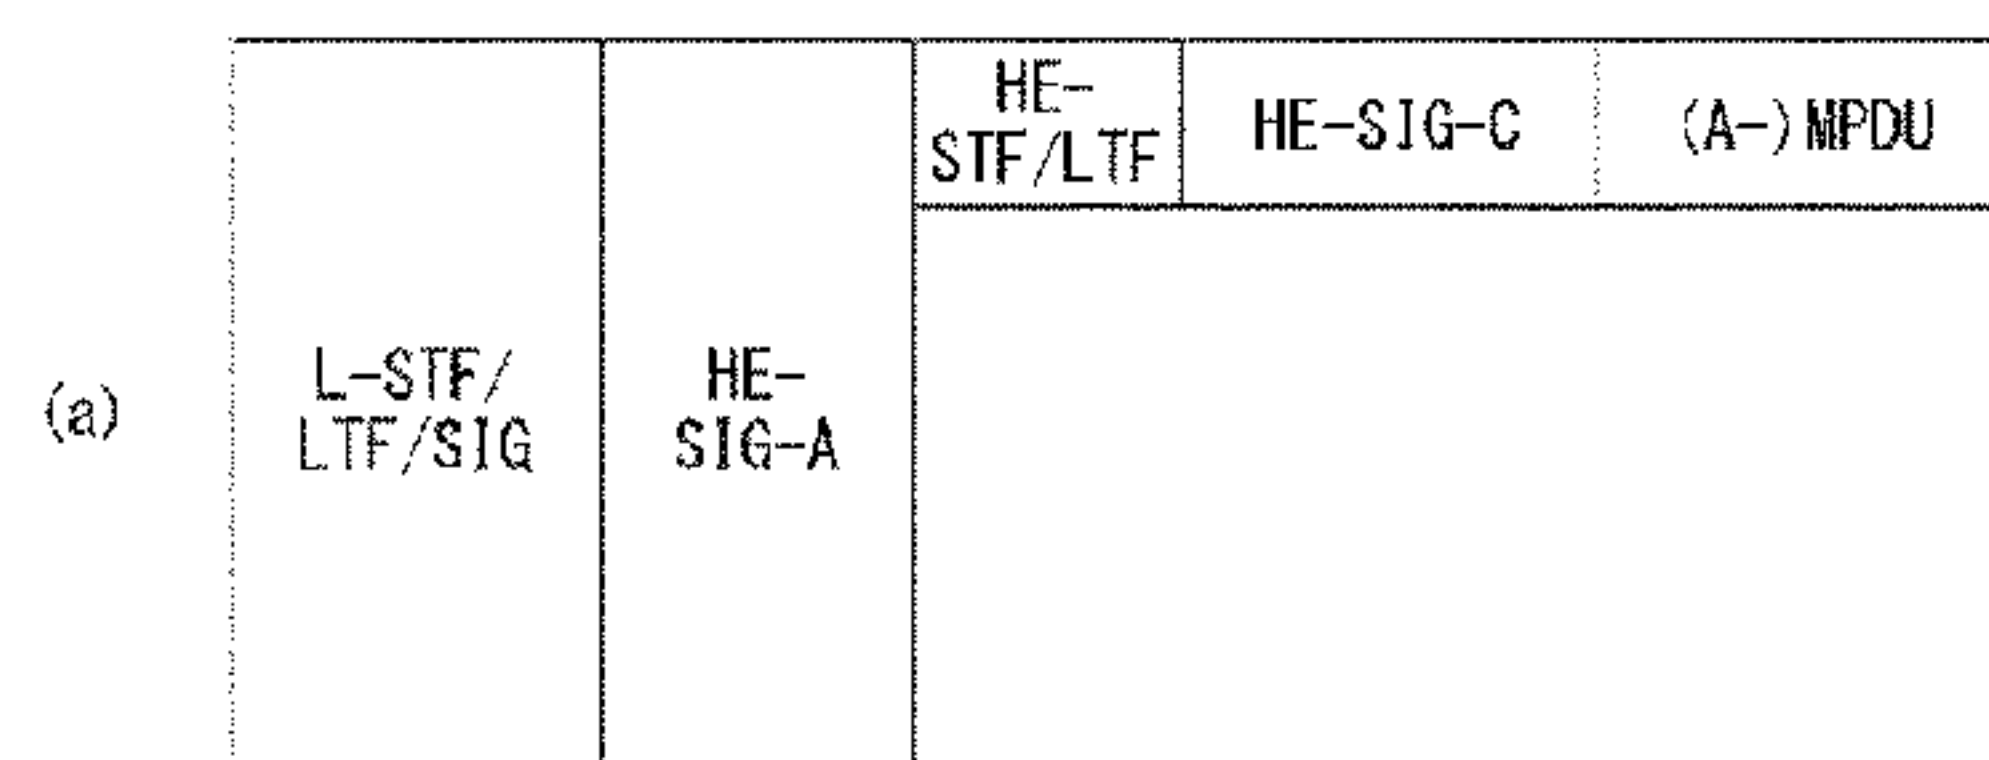 (a)
L-STF/
LTF/SIG
HE-
SIG-A
HE-
STF/LTF
HE-SIG-C
(A-)MPDU